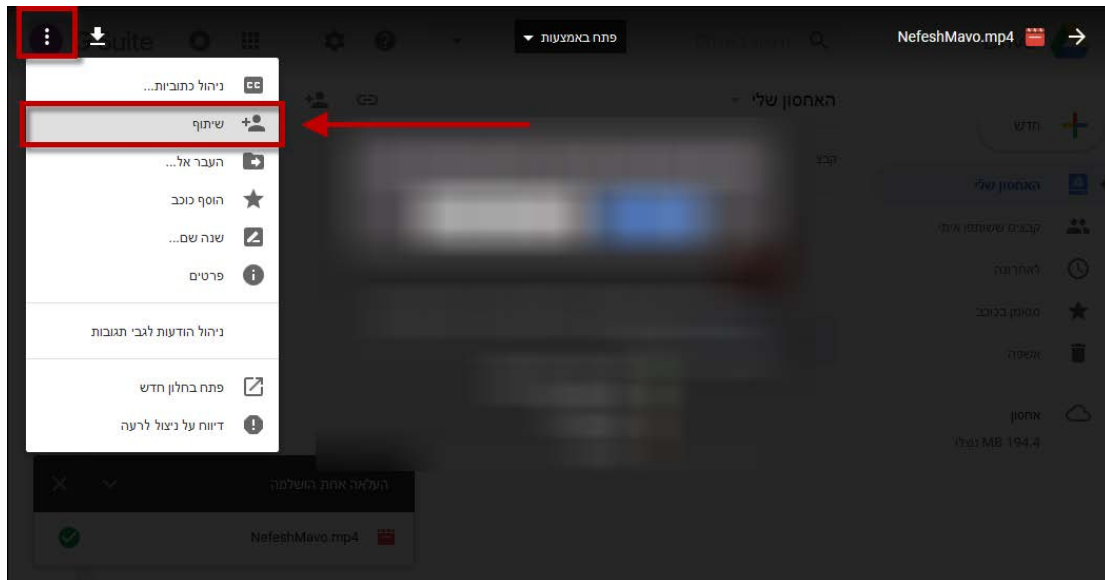 NefeshMavo.mp4
פתח באמצעות
Suite
האחסון שלי
חדש
קבצ
האחסון שלי
קבצים ששותפו איתי
לאחרונה
מסומן בכוכב
אשפה
אחסון
194.4 MB נוצלו
ניהול כתוביות...
שיתוף
העבר אל...
הוסף כוכב
שנה שם...
פרטים
ניהול הודעות לגבי תגובות
פתח בחלון חדש
דיווח על ניצול לרעה
העלאה אחת הושלמה
NefeshMavo.mp4